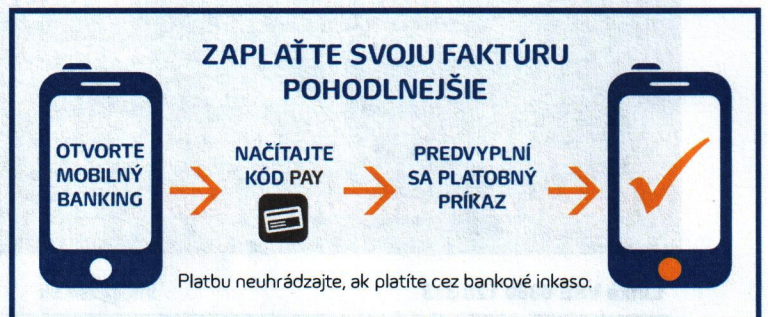 ZAPLAŤTE SVOJU FAKTÚRU
POHODLNEJŠIE
OTVORTE
MOBILNÝ
BANKING
NAČÍTAJTE
KÓD PAY
PREDVYPLNÍ
SA PLATOBNÝ
PRÍKAZ
Platbu neuhrádzajte, ak platíte cez bankové inkaso.